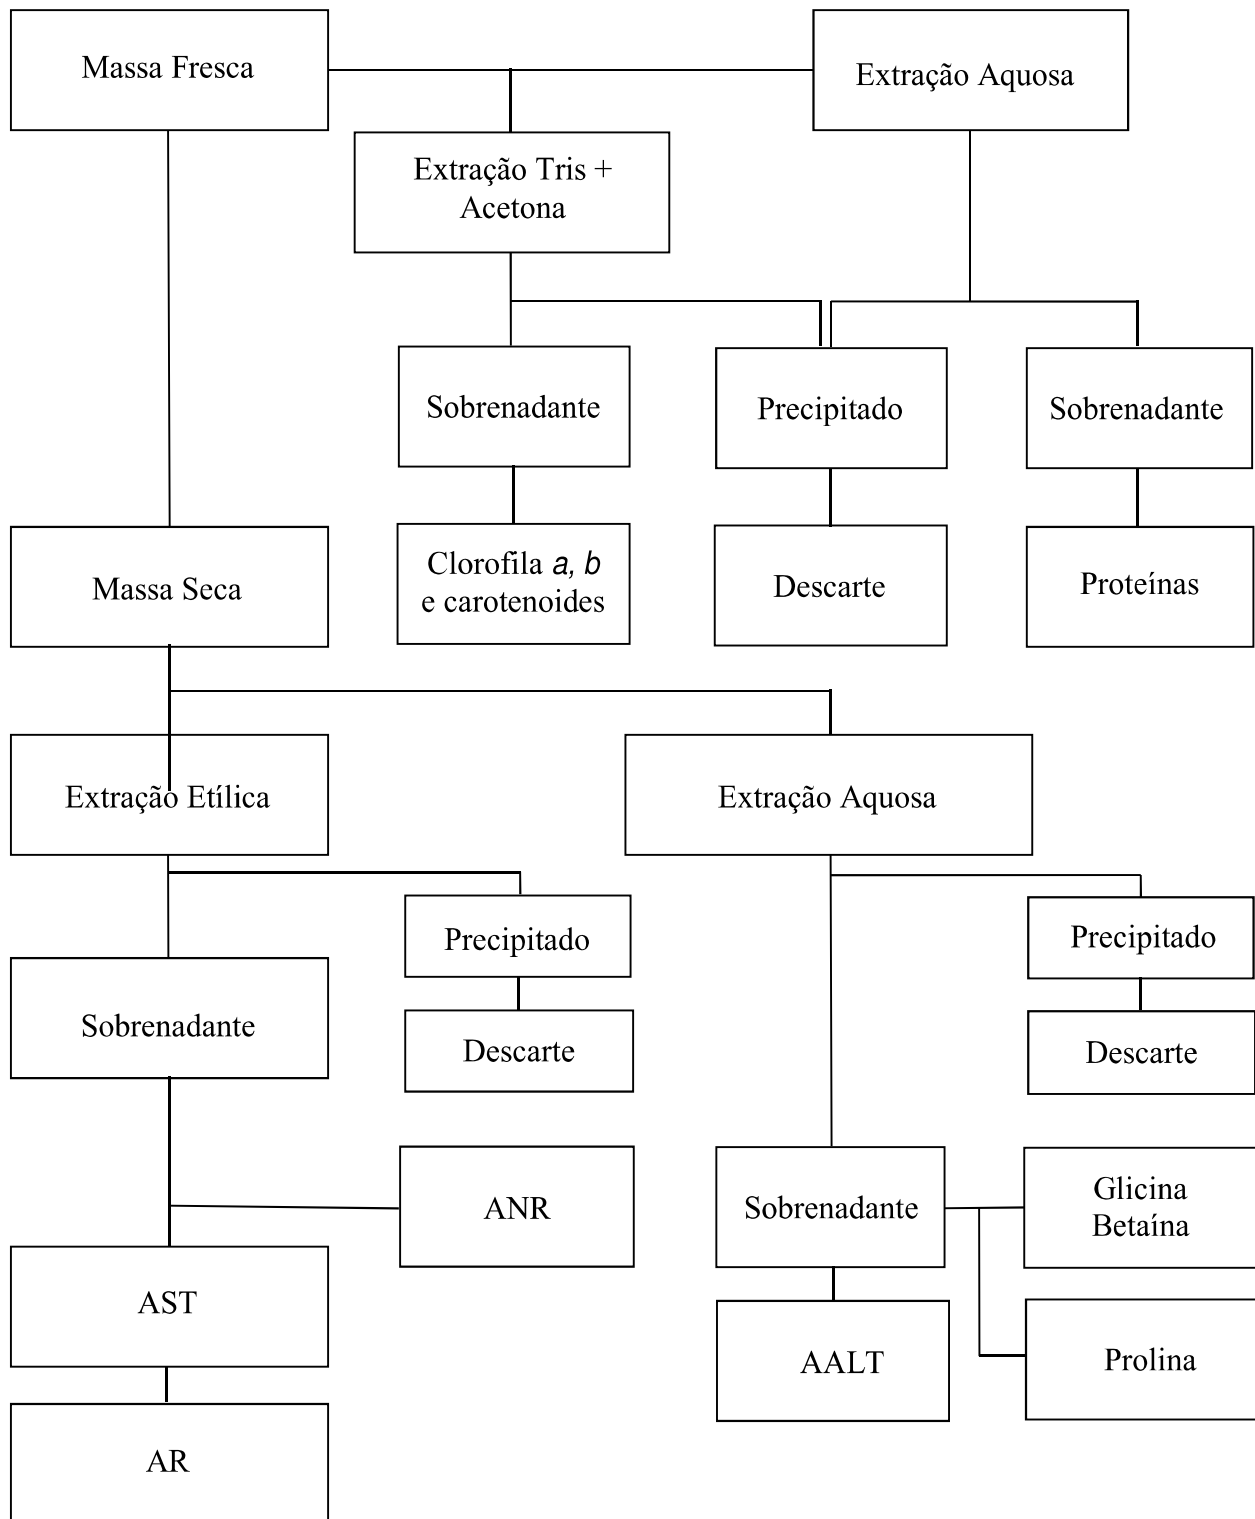 Massa Fresca
Extração Aquosa
Extração Tris +
Acetona
Sobrenadante
Precipitado
Sobrenadante
Massa Seca
Clorofila a, b
e carotenoides
Descarte
Proteínas
Extração Etílica
Extração Aquosa
Precipitado
Precipitado
Sobrenadante
Descarte
Descarte
ANR
Sobrenadante
Glicina
Betaína
AST
AALT
Prolina
AR